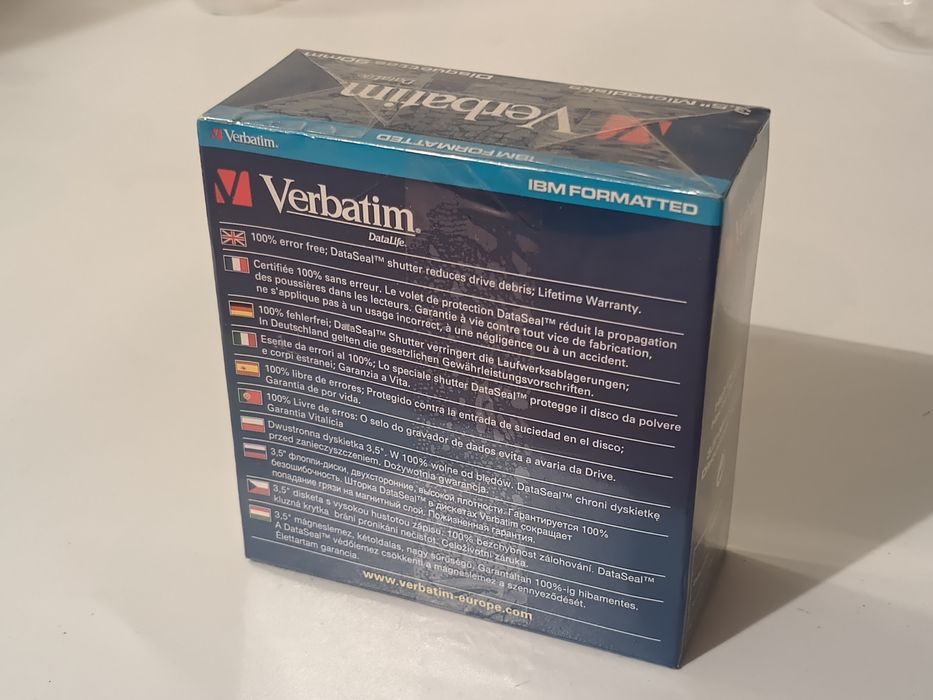 3.5" Microdisks
Disquettes 90mm
Verbatim
DataLife
IBM FORMATTED
Verbatim.
IBM FORMATTED
Verbatim.
DataLife.
100% error free; DataSeal™ shutter reduces drive debris; Lifetime Warranty.
Certifiée 100% sans erreur. Le volet de protection DataSeal™ réduit la propagation
des poussières dans les lecteurs. Garantie à vie contre tout vice de fabrication,
ne s'applique pas à un usage incorrect, à une négligence ou à un accident.
100% fehlerfrei; DataSeal™ Shutter verringert die Laufwerksablagerungen;
In Deutschland gelten die gesetzlichen Gewährleistungsvorschriften.
Esente da errori al 100%; Lo speciale shutter DataSeal™ protegge il disco da polvere
e corpi estranei; Garanzia a Vita.
100% libre de errores; Protegido contra la entrada de suciedad en el disco;
Garantía de por vida.
100% Livre de erros: O selo do gravador de dados evita a avaria da Drive.
Garantia Vitalícia
Dwustronna dyskietka 3,5". W 100% wolne od błędów. DataSeal™ chroni dyskietkę
przed zanieczyszczeniem. Dożywotnia gwarancja.
3,5" флоппи-диски, двухсторонние, высокой плотности. Гарантируется 100%
безошибочность. Шторка DataSeal™ в дискетах Verbatim сокращает
попадание грязи на магнитный слой. Пожизненная гарантия.
3,5" disketa s vysokou hustotou zápisu. 100% bezchybnost zálohování. DataSeal™
kluzná krytka brání pronikání nečistot. Celoživotní záruka.
3,5" mágneslemez, kétoldalas, nagy sűrűségű. Garantáltan 100%-ig hibamentes.
A DataSeal™ védőlemez csökkenti a mágneslemez a szennyeződését.
Élettartam garancia.
www.verbatim-europe.com